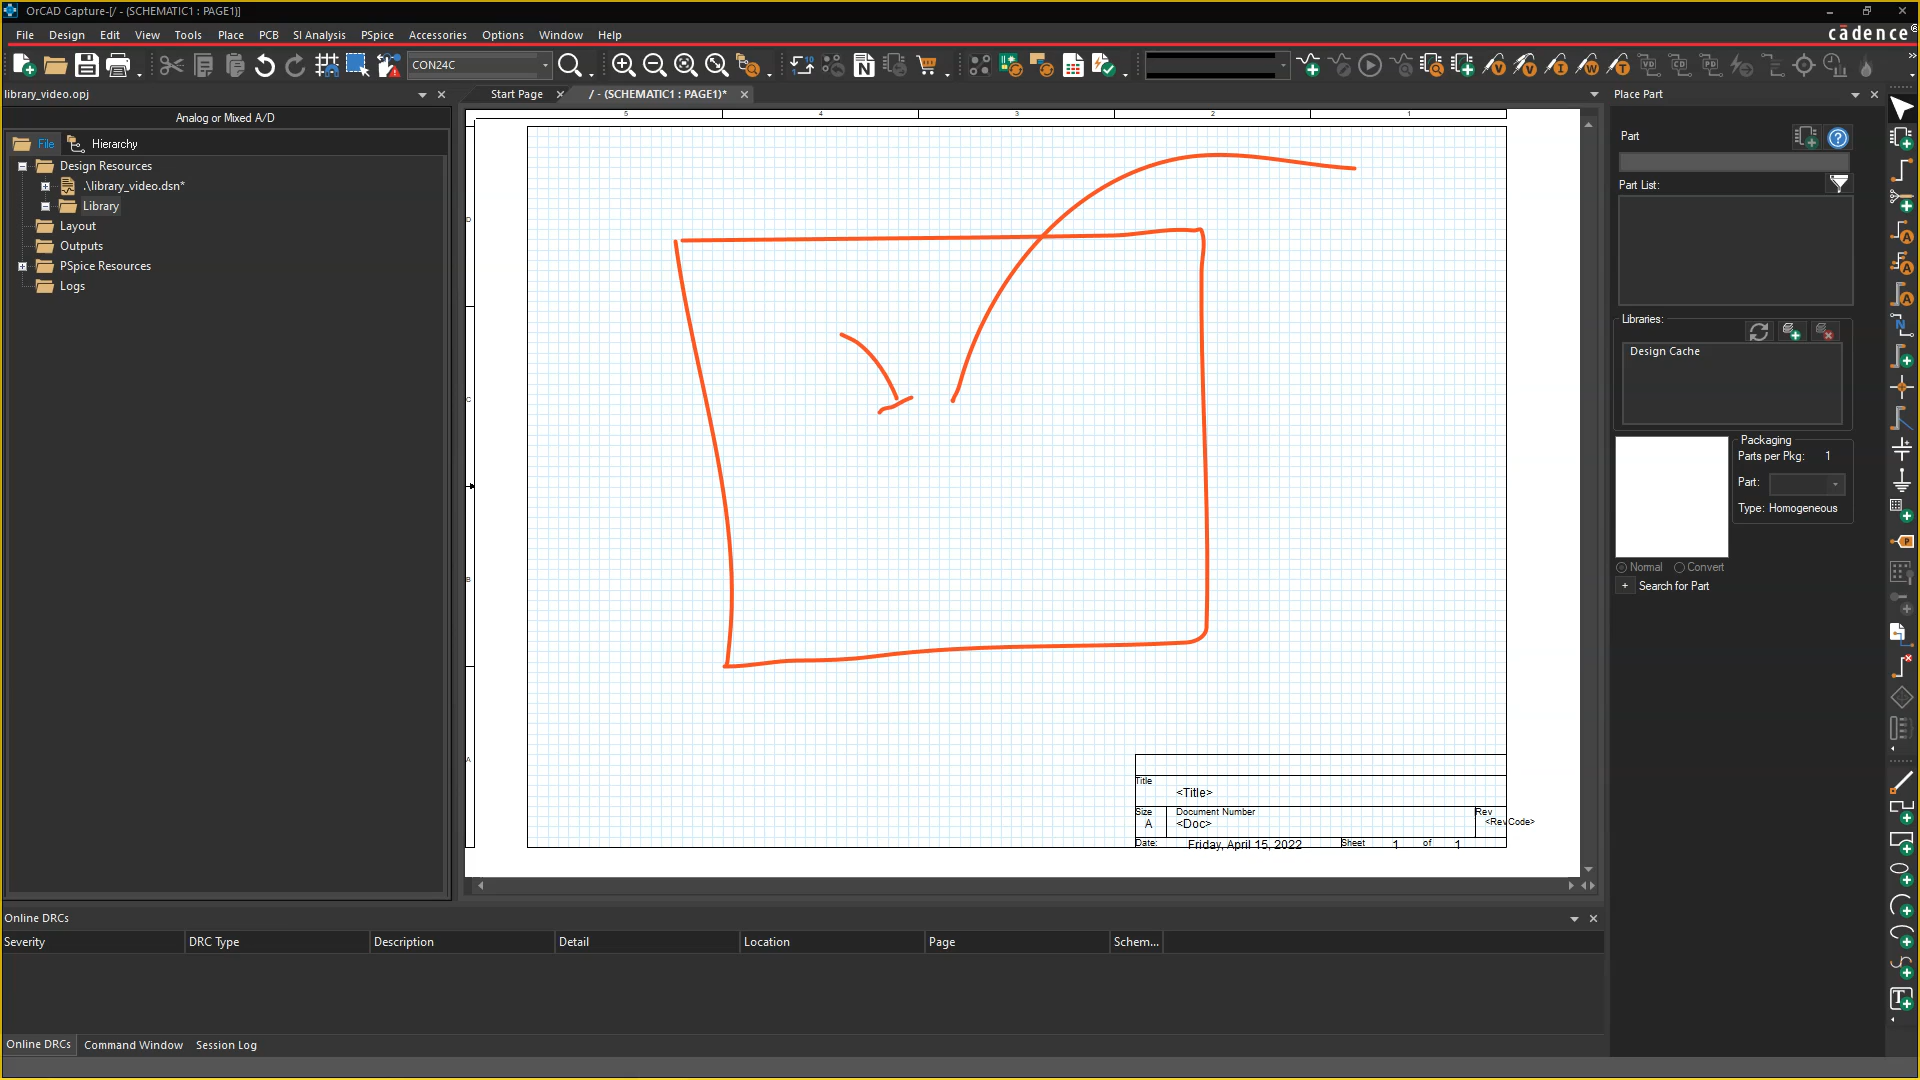 OrCAD Capture-[/ - (SCHEMATIC1 : PAGE1)]
File Design Edit View Tools Place PCB SI Analysis PSpice Accessories Options Window Help
cadence
CON24C
library_video.opj
Start Page
/ - (SCHEMATIC1 : PAGE1)*
Place Part
Analog or Mixed A/D
File
Hierarchy
Design Resources
.\library_video.dsn*
Library
Layout
Outputs
PSpice Resources
Logs
5 4 3 2 1
D
C
B
A
Title
<Title>
Size
A
Document Number
<Doc>
Rev
<RevCode>
Date:
Friday, April 15, 2022
Sheet 1 of 1
Part
Part List:
Libraries:
Design Cache
Packaging
Parts per Pkg: 1
Part:
Type: Homogeneous
Normal
Convert
+ Search for Part
Online DRCs
Severity
DRC Type
Description
Detail
Location
Page
Schem...
Online DRCs
Command Window
Session Log